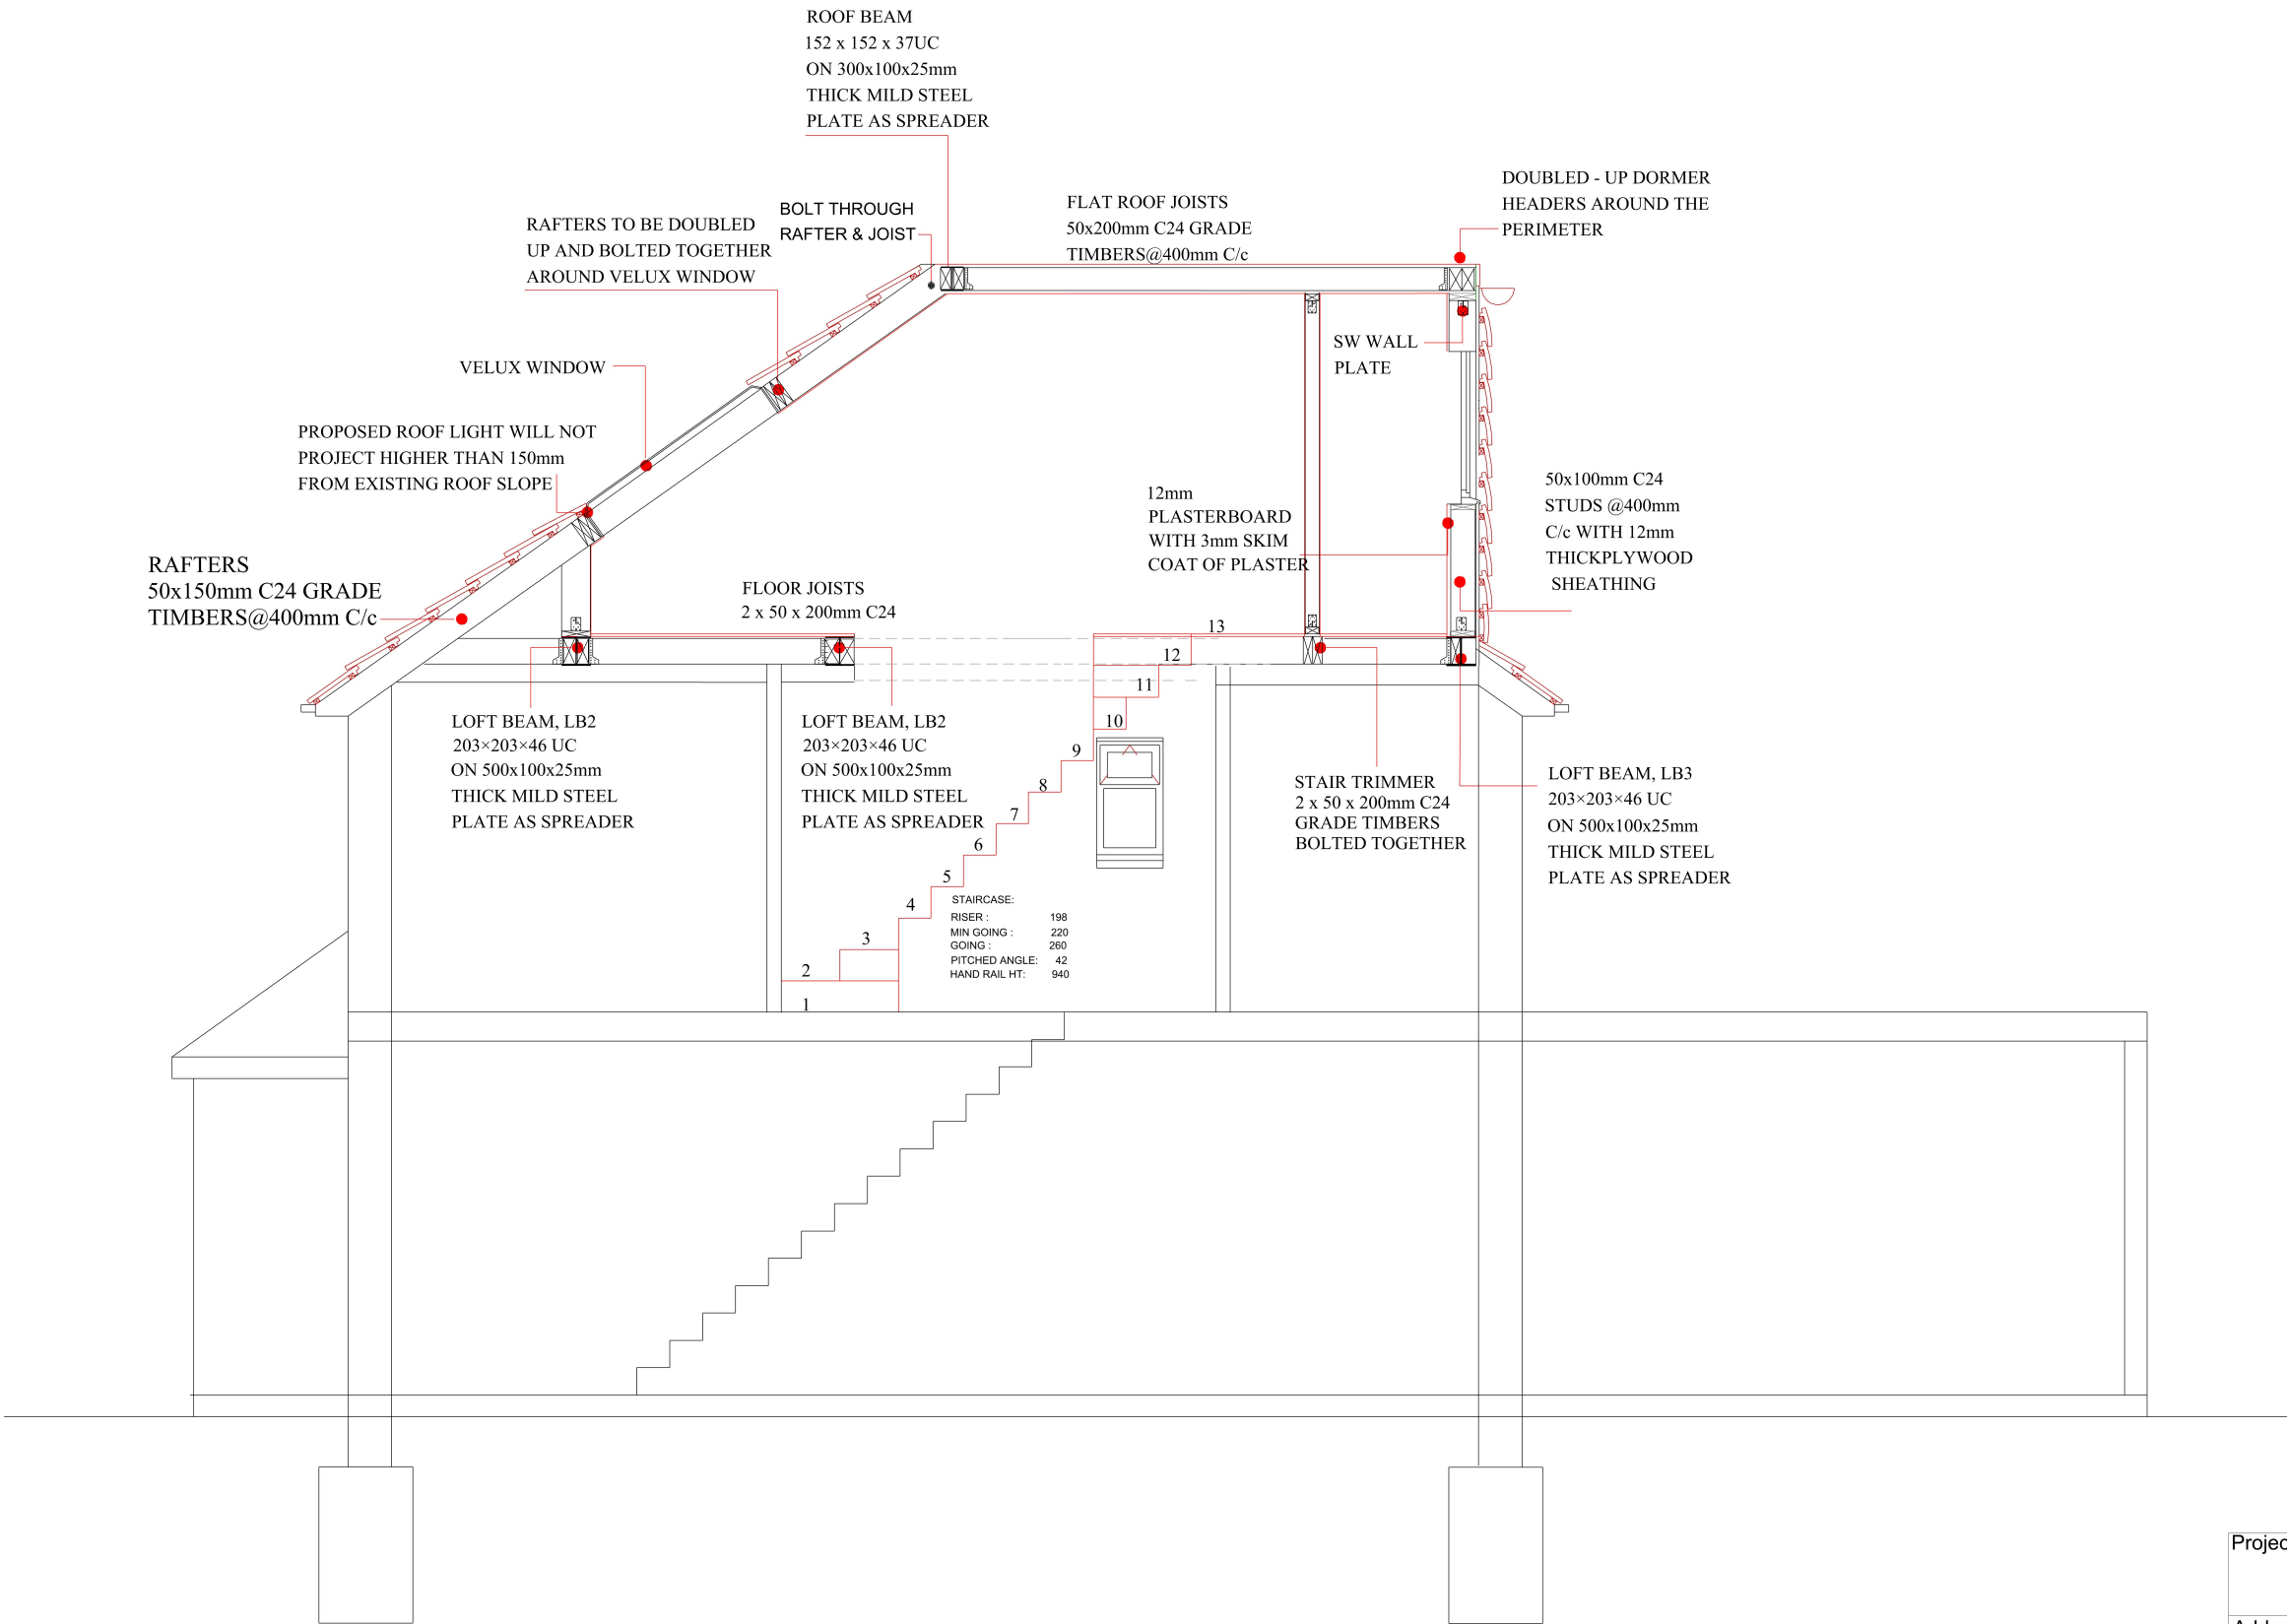 ROOF BEAM
152 x 152 x 37UC
ON 300x100x25mm
THICK MILD STEEL
PLATE AS SPREADER
DOUBLED - UP DORMER
HEADERS AROUND THE
PERIMETER
BOLT THROUGH
RAFTER & JOIST
FLAT ROOF JOISTS
50x200mm C24 GRADE
TIMBERS@400mm C/c
RAFTERS TO BE DOUBLED
UP AND BOLTED TOGETHER
AROUND VELUX WINDOW
SW WALL
PLATE
VELUX WINDOW
PROPOSED ROOF LIGHT WILL NOT
PROJECT HIGHER THAN 150mm
FROM EXISTING ROOF SLOPE
50x100mm C24
STUDS @400mm
C/c WITH 12mm
THICKPLYWOOD
SHEATHING
12mm
PLASTERBOARD
WITH 3mm SKIM
COAT OF PLASTER
RAFTERS
50x150mm C24 GRADE
TIMBERS@400mm C/c
FLOOR JOISTS
2 x 50 x 200mm C24
13
12
11
10
9
8
7
6
5
4
3
2
1
LOFT BEAM, LB2
203×203×46 UC
ON 500x100x25mm
THICK MILD STEEL
PLATE AS SPREADER
LOFT BEAM, LB2
203×203×46 UC
ON 500x100x25mm
THICK MILD STEEL
PLATE AS SPREADER
STAIR TRIMMER
2 x 50 x 200mm C24
GRADE TIMBERS
BOLTED TOGETHER
LOFT BEAM, LB3
203×203×46 UC
ON 500x100x25mm
THICK MILD STEEL
PLATE AS SPREADER
STAIRCASE:
RISER : 198
MIN GOING : 220
GOING : 260
PITCHED ANGLE: 42
HAND RAIL HT: 940
Projec